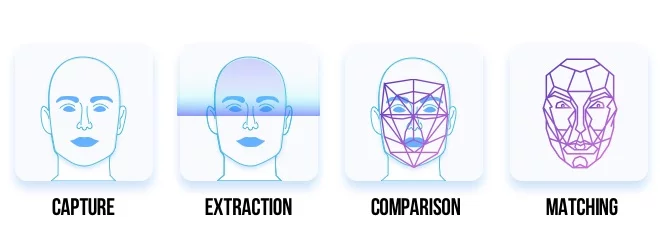 CAPTURE
EXTRACTION
COMPARISON
MATCHING